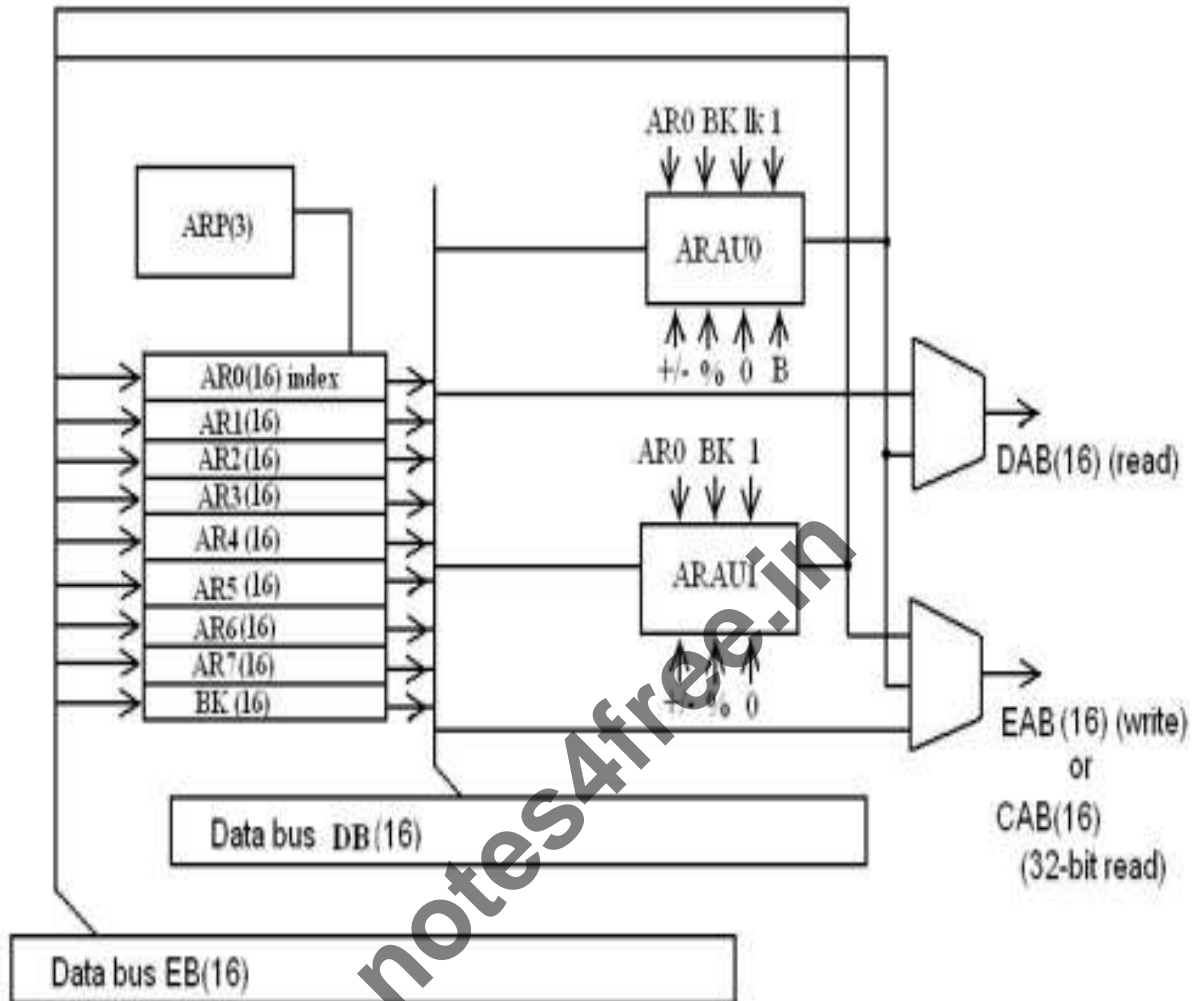 AR0 BK lk 1
ARP(3)
ARAU0
+/- % 0 B
AR0(16) index
AR1(16)
AR2(16)
AR3(16)
AR4 (16)
AR5 (16)
AR6(16)
AR7(16)
BK (16)
DAB(16) (read)
AR0 BK 1
ARAU1
+/- % 0
EAB (16) (write)
or
CAB(16)
(32-bit read)
Data bus DB(16)
Data bus EB(16)
notes4free.in